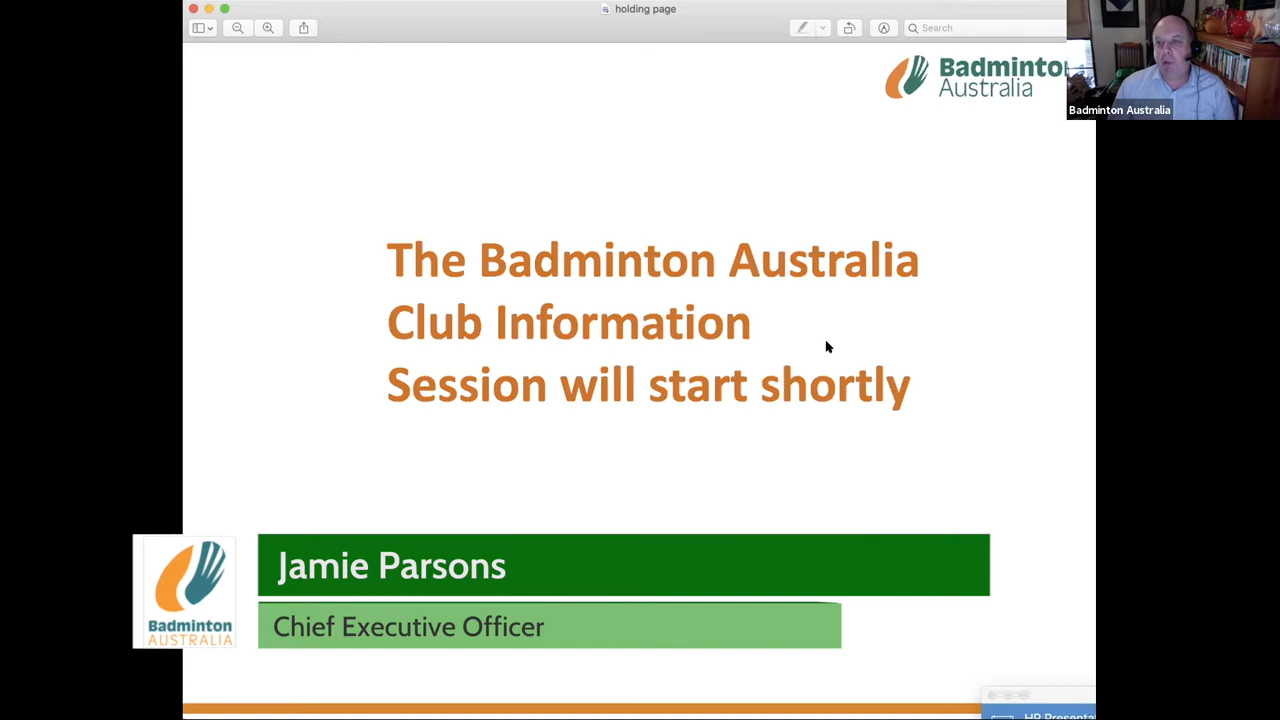 holding page
Search
Badminton
Australia
Badminton Australia
The Badminton Australia
Club Information
Session will start shortly
Jamie Parsons
Chief Executive Officer
Badminton
AUSTRALIA